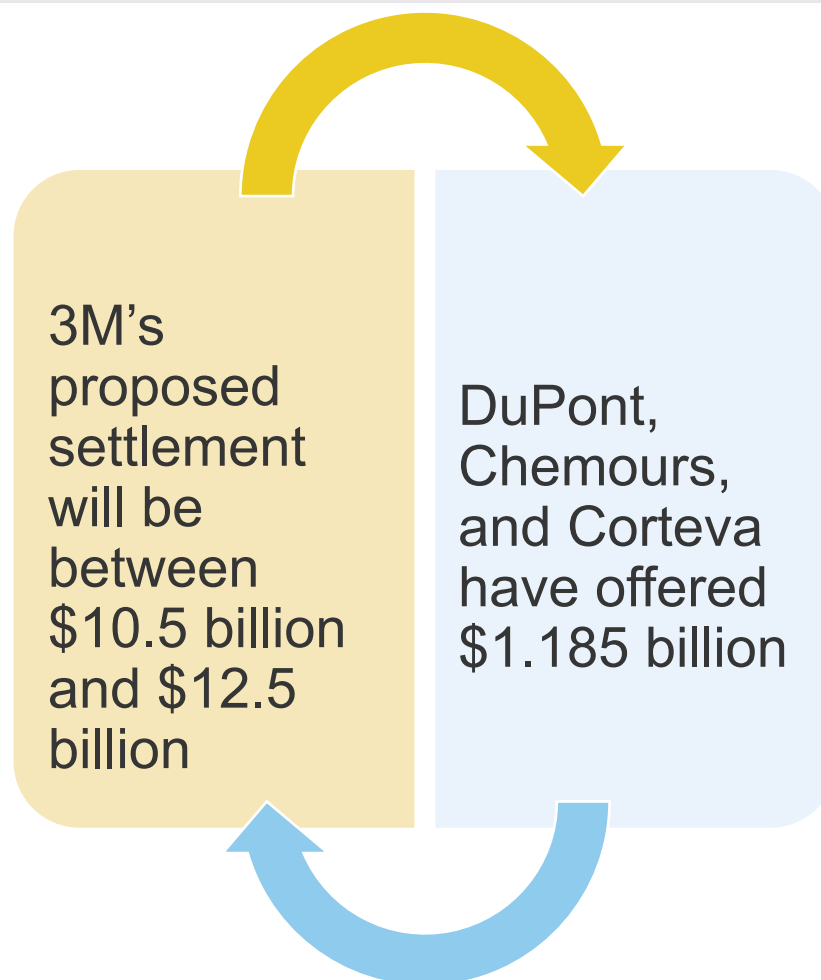 3M’s
proposed
settlement
will be
between
$10.5 billion
and $12.5
billion
DuPont,
Chemours,
and Corteva
have offered
$1.185 billion